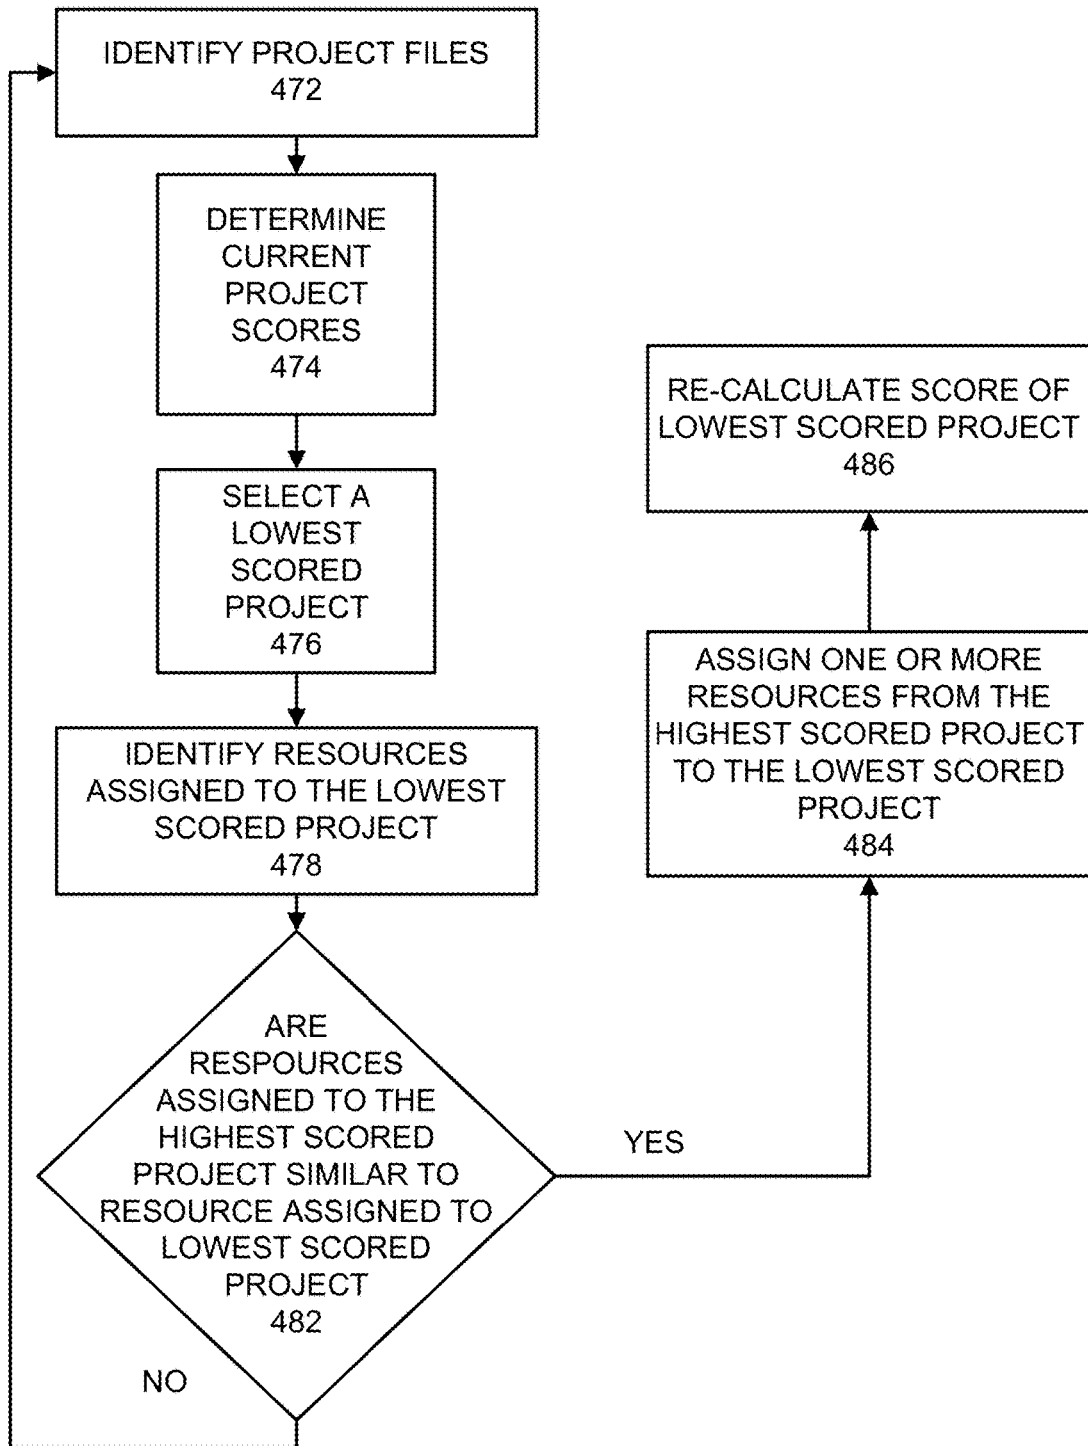 IDENTIFY PROJECT FILES
472
DETERMINE
CURRENT
PROJECT
SCORES
474
SELECT A
LOWEST
SCORED
PROJECT
476
IDENTIFY RESOURCES
ASSIGNED TO THE LOWEST
SCORED PROJECT
478
ARE
RESPOURCES
ASSIGNED TO THE
HIGHEST SCORED
PROJECT SIMILAR TO
RESOURCE ASSIGNED TO
LOWEST SCORED
PROJECT
482
NO
YES
ASSIGN ONE OR MORE
RESOURCES FROM THE
HIGHEST SCORED PROJECT
TO THE LOWEST SCORED
PROJECT
484
RE-CALCULATE SCORE OF
LOWEST SCORED PROJECT
486